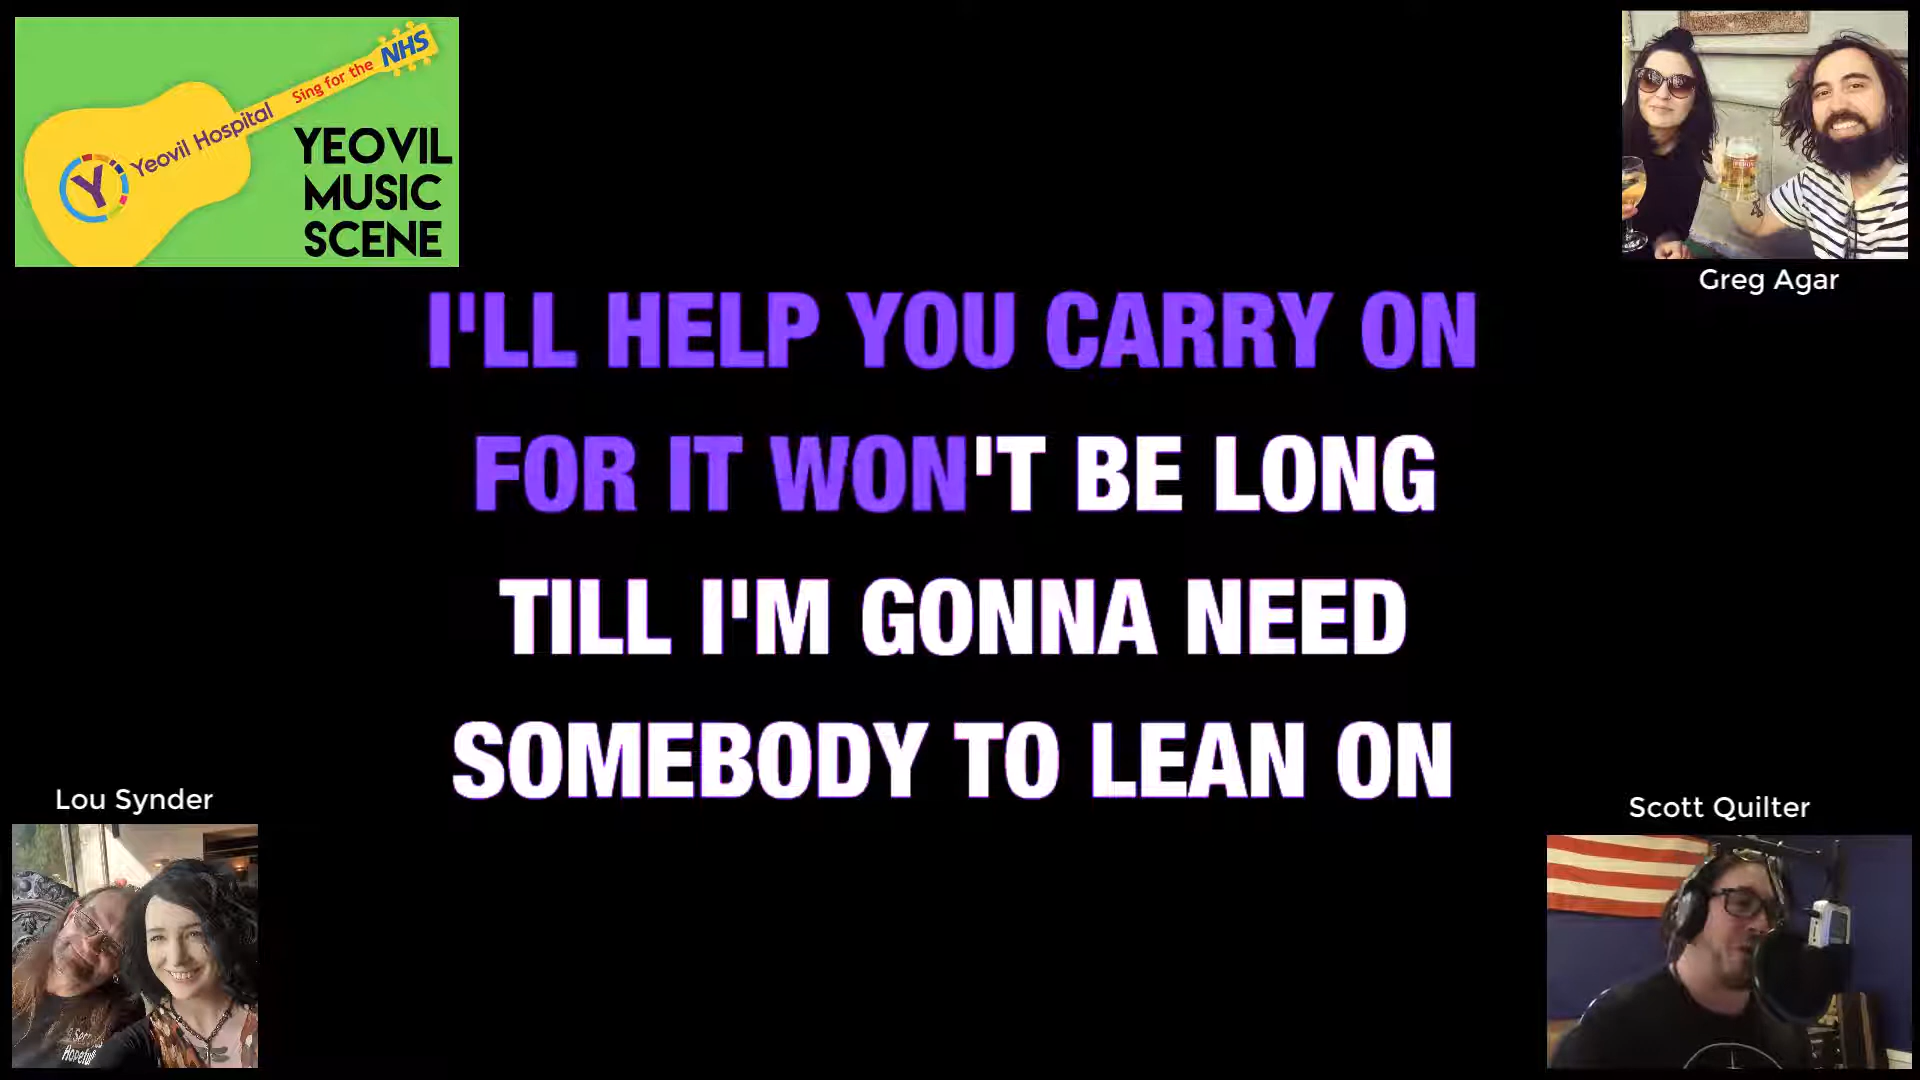 NHS
Sing for the
Yeovil Hospital
Y
YEOVIL
MUSIC
SCENE
Greg Agar
I'LL HELP YOU CARRY ON
FOR IT WON'T BE LONG
TILL I'M GONNA NEED
SOMEBODY TO LEAN ON
Lou Synder
Scott Quilter
Hopeful